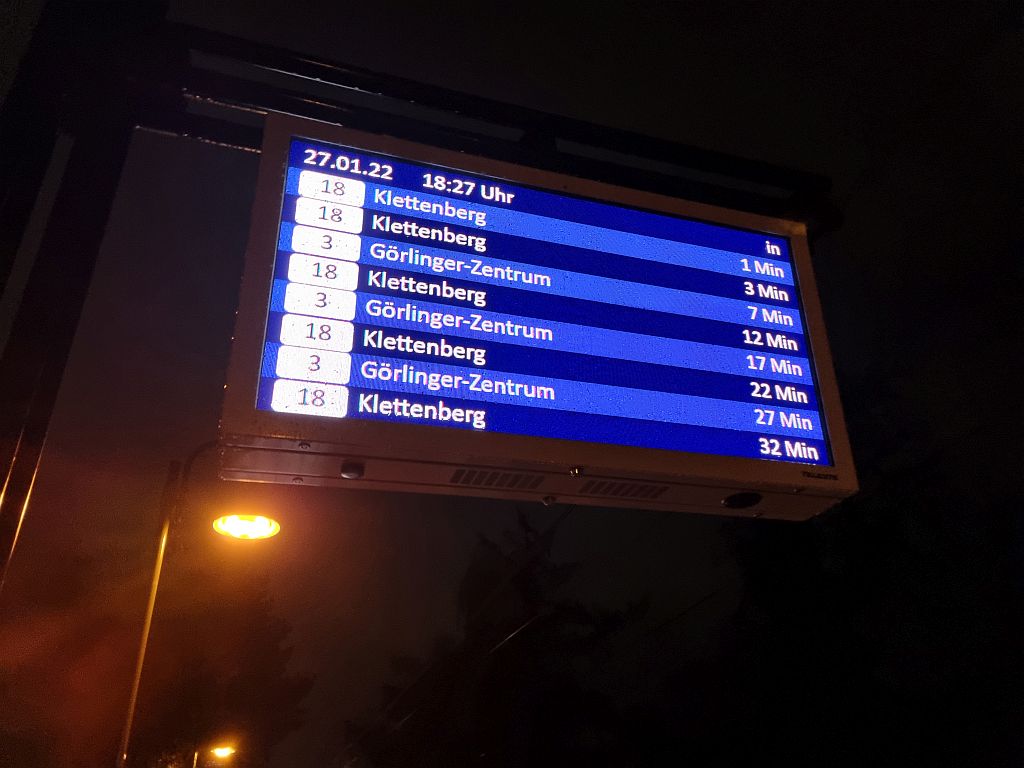 27.01.22 18:27 Uhr
in
18 Klettenberg 1 Min
18 Klettenberg 3 Min
3 Görlinger-Zentrum 7 Min
18 Klettenberg 12 Min
3 Görlinger-Zentrum 17 Min
18 Klettenberg 22 Min
3 Görlinger-Zentrum 27 Min
18 Klettenberg 32 Min